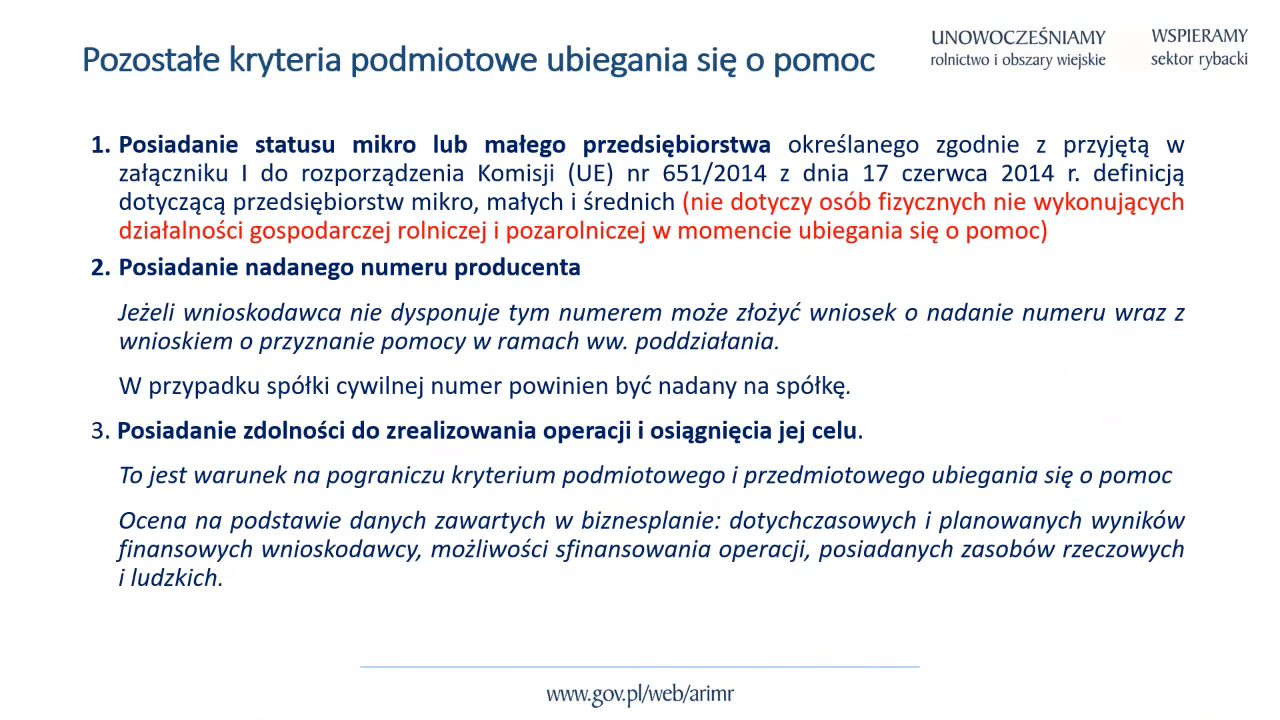 Pozostałe kryteria podmiotowe ubiegania się o pomoc
UNOWOCZEŚNIAMY
rolnictwo i obszary wiejskie
WSPIERAMY
sektor rybacki
1. Posiadanie statusu mikro lub małego przedsiębiorstwa określanego zgodnie z przyjętą w
załączniku I do rozporządzenia Komisji (UE) nr 651/2014 z dnia 17 czerwca 2014 r. definicją
dotyczącą przedsiębiorstw mikro, małych i średnich (nie dotyczy osób fizycznych nie wykonujących
działalności gospodarczej rolniczej i pozarolniczej w momencie ubiegania się o pomoc)
2. Posiadanie nadanego numeru producenta
Jeżeli wnioskodawca nie dysponuje tym numerem może złożyć wniosek o nadanie numeru wraz z
wnioskiem o przyznanie pomocy w ramach ww. poddziałania.
W przypadku spółki cywilnej numer powinien być nadany na spółkę.
3. Posiadanie zdolności do zrealizowania operacji i osiągnięcia jej celu.
To jest warunek na pograniczu kryterium podmiotowego i przedmiotowego ubiegania się o pomoc
Ocena na podstawie danych zawartych w biznesplanie: dotychczasowych i planowanych wyników
finansowych wnioskodawcy, możliwości sfinansowania operacji, posiadanych zasobów rzeczowych
i ludzkich.
www.gov.pl/web/arimr